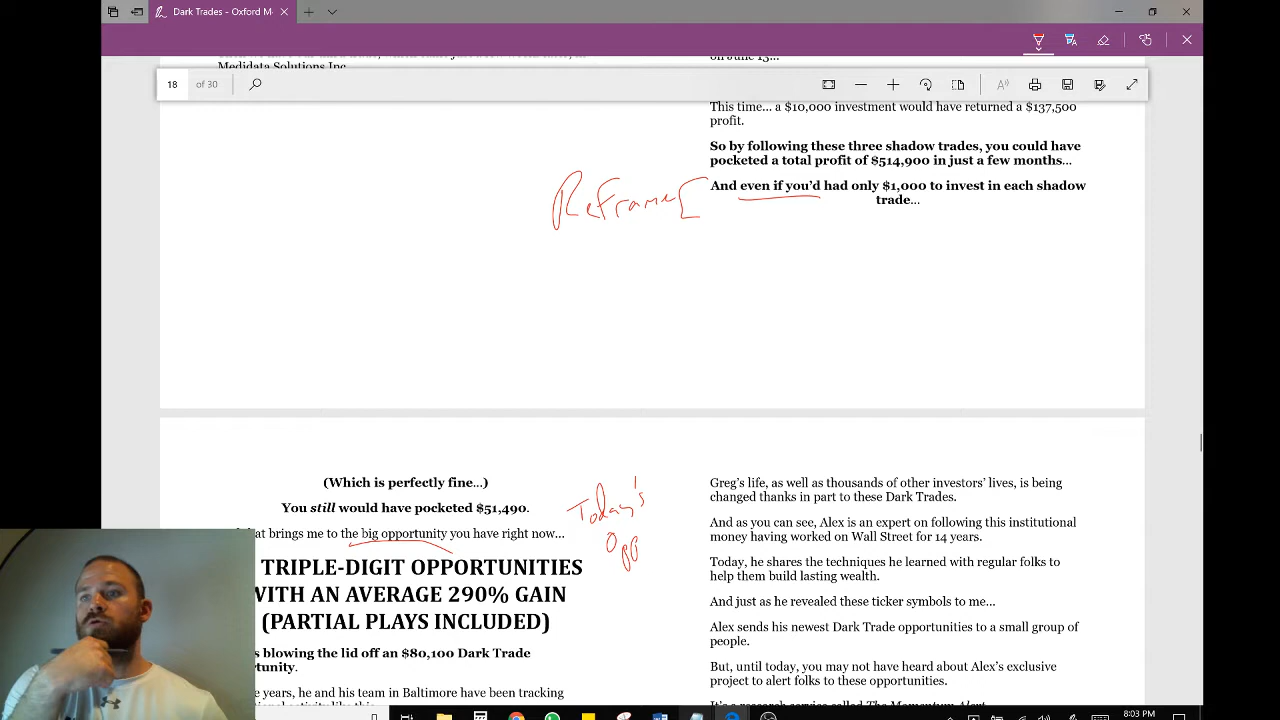 Dark Trades - Oxford M
18 of 30
Medidata Solutions Inc
on June 13...
This time... a $10,000 investment would have returned a $137,500
profit.
So by following these three shadow trades, you could have
pocketed a total profit of $514,900 in just a few months...
And even if you'd had only $1,000 to invest in each shadow
trade...
Reframe
(Which is perfectly fine...)
You still would have pocketed $51,490.
brings me to the big opportunity you have right now...
Today's
Opp
TRIPLE-DIGIT OPPORTUNITIES
WITH AN AVERAGE 290% GAIN
(PARTIAL PLAYS INCLUDED)
blowing the lid off an $80,100 Dark Trade
years, he and his team in Baltimore have been tracking
Greg's life, as well as thousands of other investors' lives, is being
changed thanks in part to these Dark Trades.
And as you can see, Alex is an expert on following this institutional
money having worked on Wall Street for 14 years.
Today, he shares the techniques he learned with regular folks to
help them build lasting wealth.
And just as he revealed these ticker symbols to me...
Alex sends his newest Dark Trade opportunities to a small group of
people.
But, until today, you may not have heard about Alex's exclusive
project to alert folks to these opportunities.
It's a research service called The Momentum Alert
8:03 PM